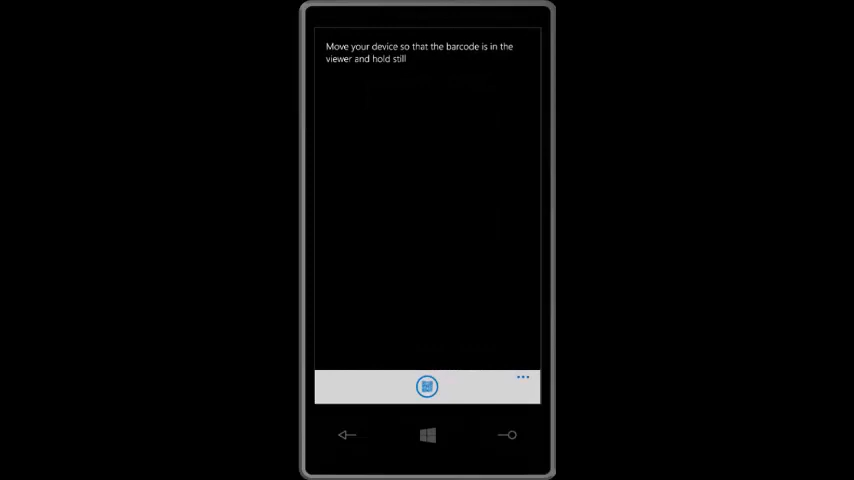 Move your device so that the barcode is in the
viewer and hold still